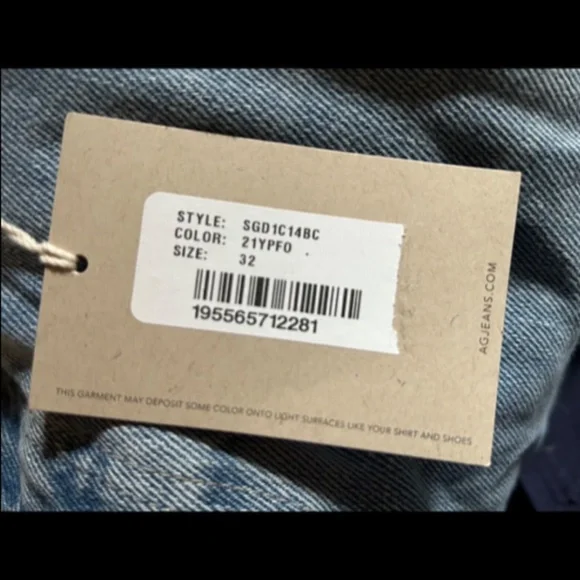 STYLE: SGD1C14BC
COLOR: 21YPFO
SIZE: 32
195565712281
AGJEANS.COM
THIS GARMENT MAY DEPOSIT SOME COLOR ONTO LIGHT SURFACES LIKE YOUR SHIRT AND SHOES